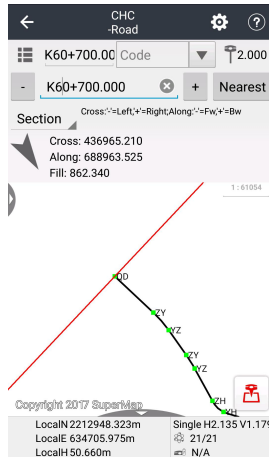 CHC
-Road
K60+700.00 Code 2.000
- K60+700.000 + Nearest
Section Cross:'-'=Left,'+'=Right;Along:'-'=Fw,'+'=Bw
Cross: 436965.210
Along: 688963.525
Fill: 862.340
1 : 61054
QD
ZY
YZ
ZY
YZ
ZH
YH
Copyright 2017 SuperMap
LocalN 2212948.323m Single H2.135 V1.179
LocalE 634705.975m 21/21
LocalH 50.660m N/A